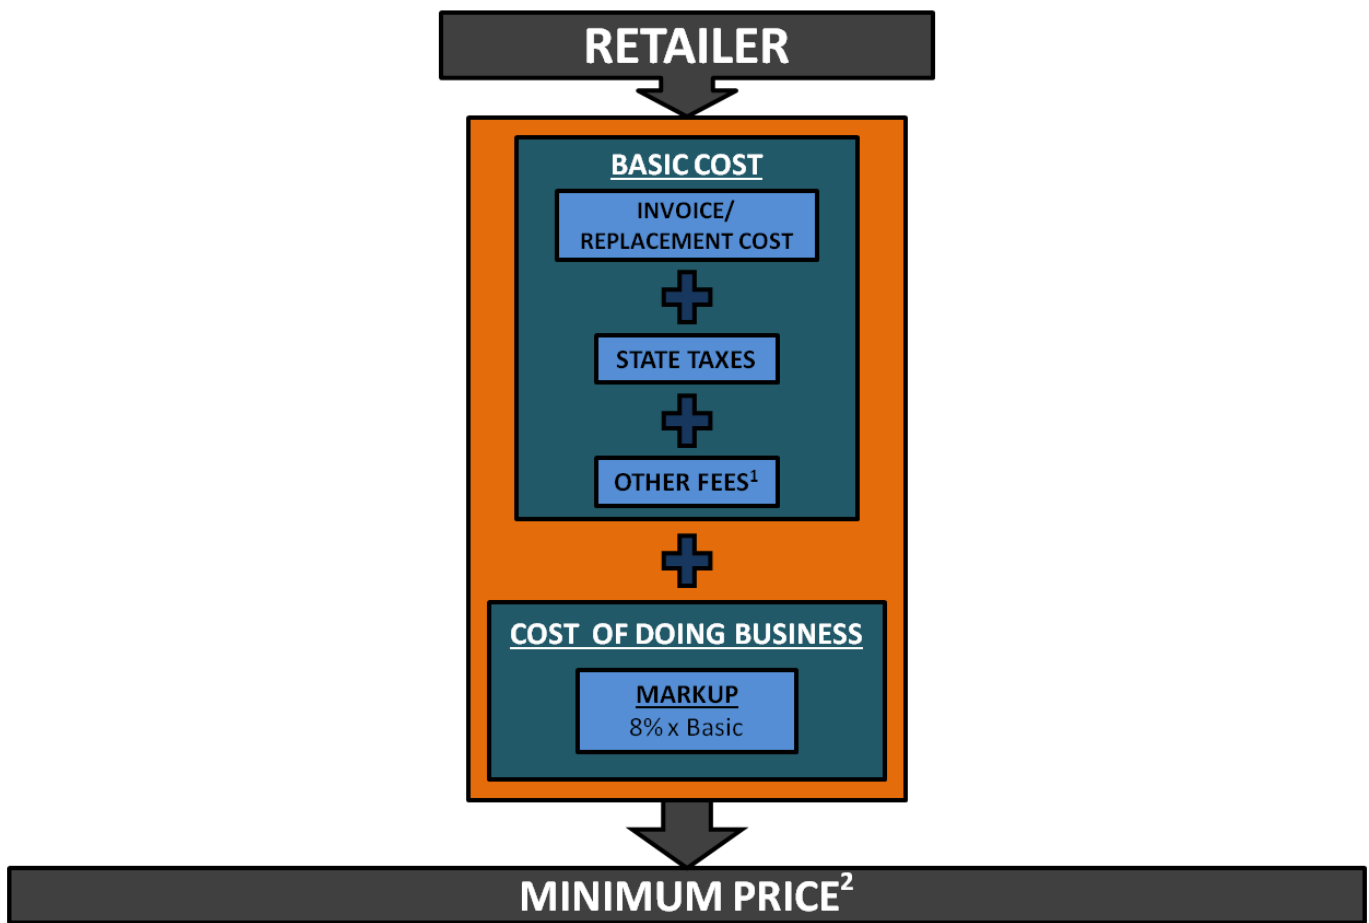 RETAILER
BASIC COST
INVOICE/
REPLACEMENT COST
STATE TAXES
OTHER FEES¹
COST OF DOING BUSINESS
MARKUP
8% x Basic
MINIMUM PRICE²